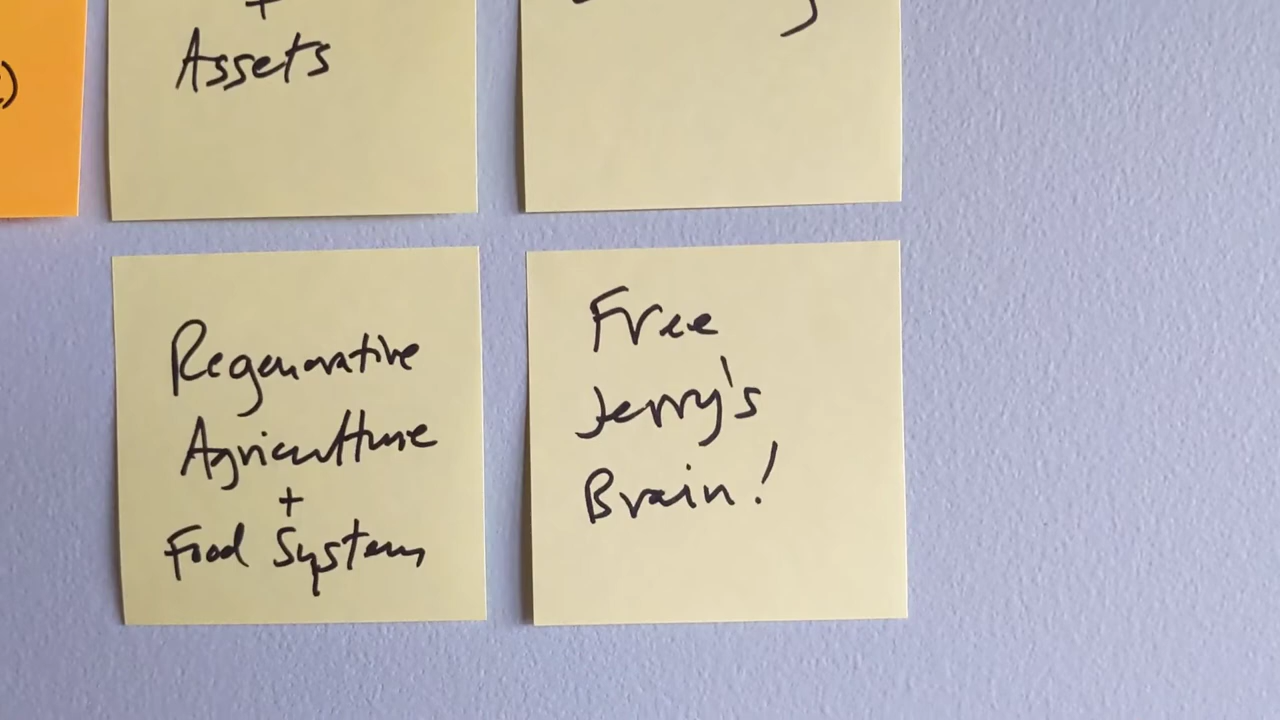 +
Assets
Regenerative
Agriculture
+
Food Systems
Free
Jerry's
Brain!